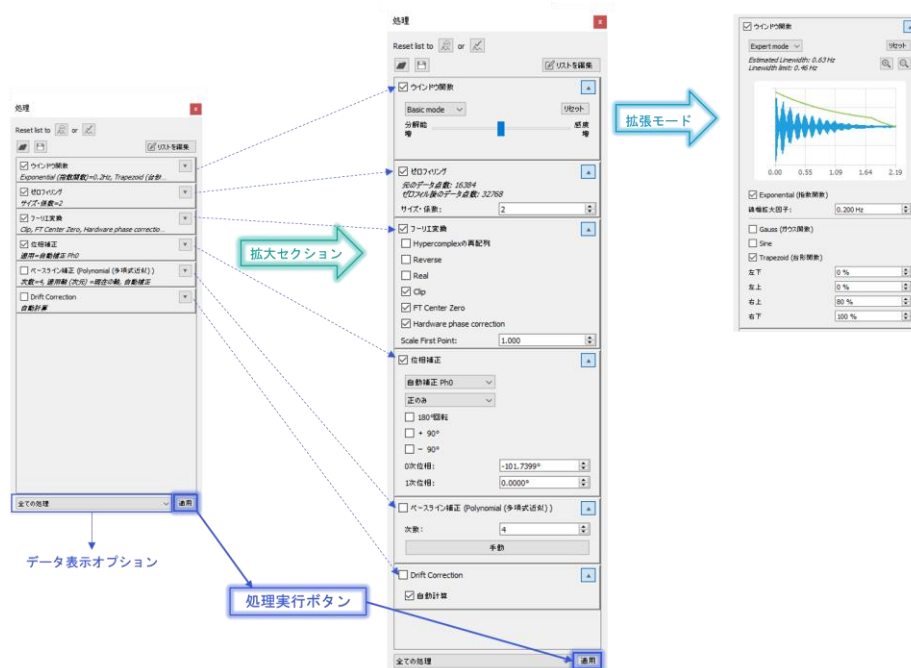 処理
Reset list to or
リストを編集
ウインドウ関数
Exponential (指数関数)=0.2Hz, Trapezoid (台形...
ゼロフィリング
サイズ・係数=2
フーリエ変換
Clip, FT Center Zero, Hardware phase correctio...
位相補正
適用=自動補正 Ph0
ベースライン補正 (Polynomial (多項式近似))
次数=4, 適用軸 (次元) =現在の軸, 自動補正
Drift Correction
自動計算
全ての処理
適用
データ表示オプション
処理実行ボタン
拡大セクション
処理
Reset list to or
リストを編集
ウインドウ関数
Basic mode
リセット
分解能
増
感度
増
ゼロフィリング
元のデータ点数: 16384
ゼロフィル後のデータ点数: 32768
サイズ・係数:
2
フーリエ変換
Hypercomplexの再配列
Reverse
Real
Clip
FT Center Zero
Hardware phase correction
Scale First Point:
1.000
位相補正
自動補正 Ph0
正のみ
180°回転
+ 90°
− 90°
0次位相:
-101.7399°
1次位相:
0.0000°
ベースライン補正 (Polynomial (多項式近似) )
次数:
4
手動
Drift Correction
自動計算
全ての処理
適用
拡張モード
ウインドウ関数
Expert mode
リセット
Estimated Linewidth: 0.63 Hz
Linewidth limit: 0.46 Hz
0.00 0.55 1.09 1.64 2.19
Exponential (指数関数)
線幅拡大因子:
0.200 Hz
Gauss (ガウス関数)
Sine
Trapezoid (台形関数)
左下
0 %
左上
0 %
右上
80 %
右下
100 %